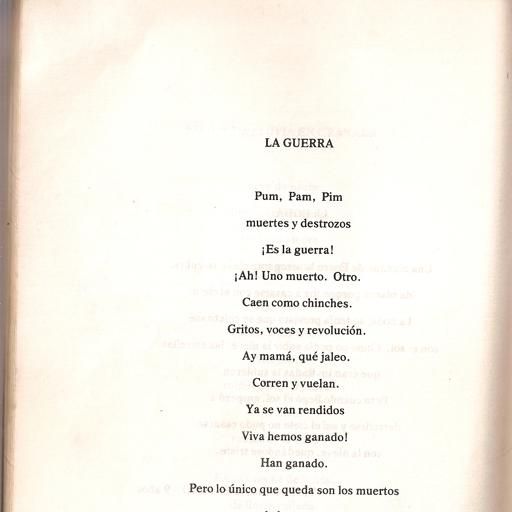 LA GUERRA
Pum, Pam, Pim
muertes y destrozos
¡Es la guerra!
¡Ah! Uno muerto. Otro.
Caen como chinches.
Gritos, voces y revolución.
Ay mamá, qué jaleo.
Corren y vuelan.
Ya se van rendidos
Viva hemos ganado!
Han ganado.
Pero lo único que queda son los muertos